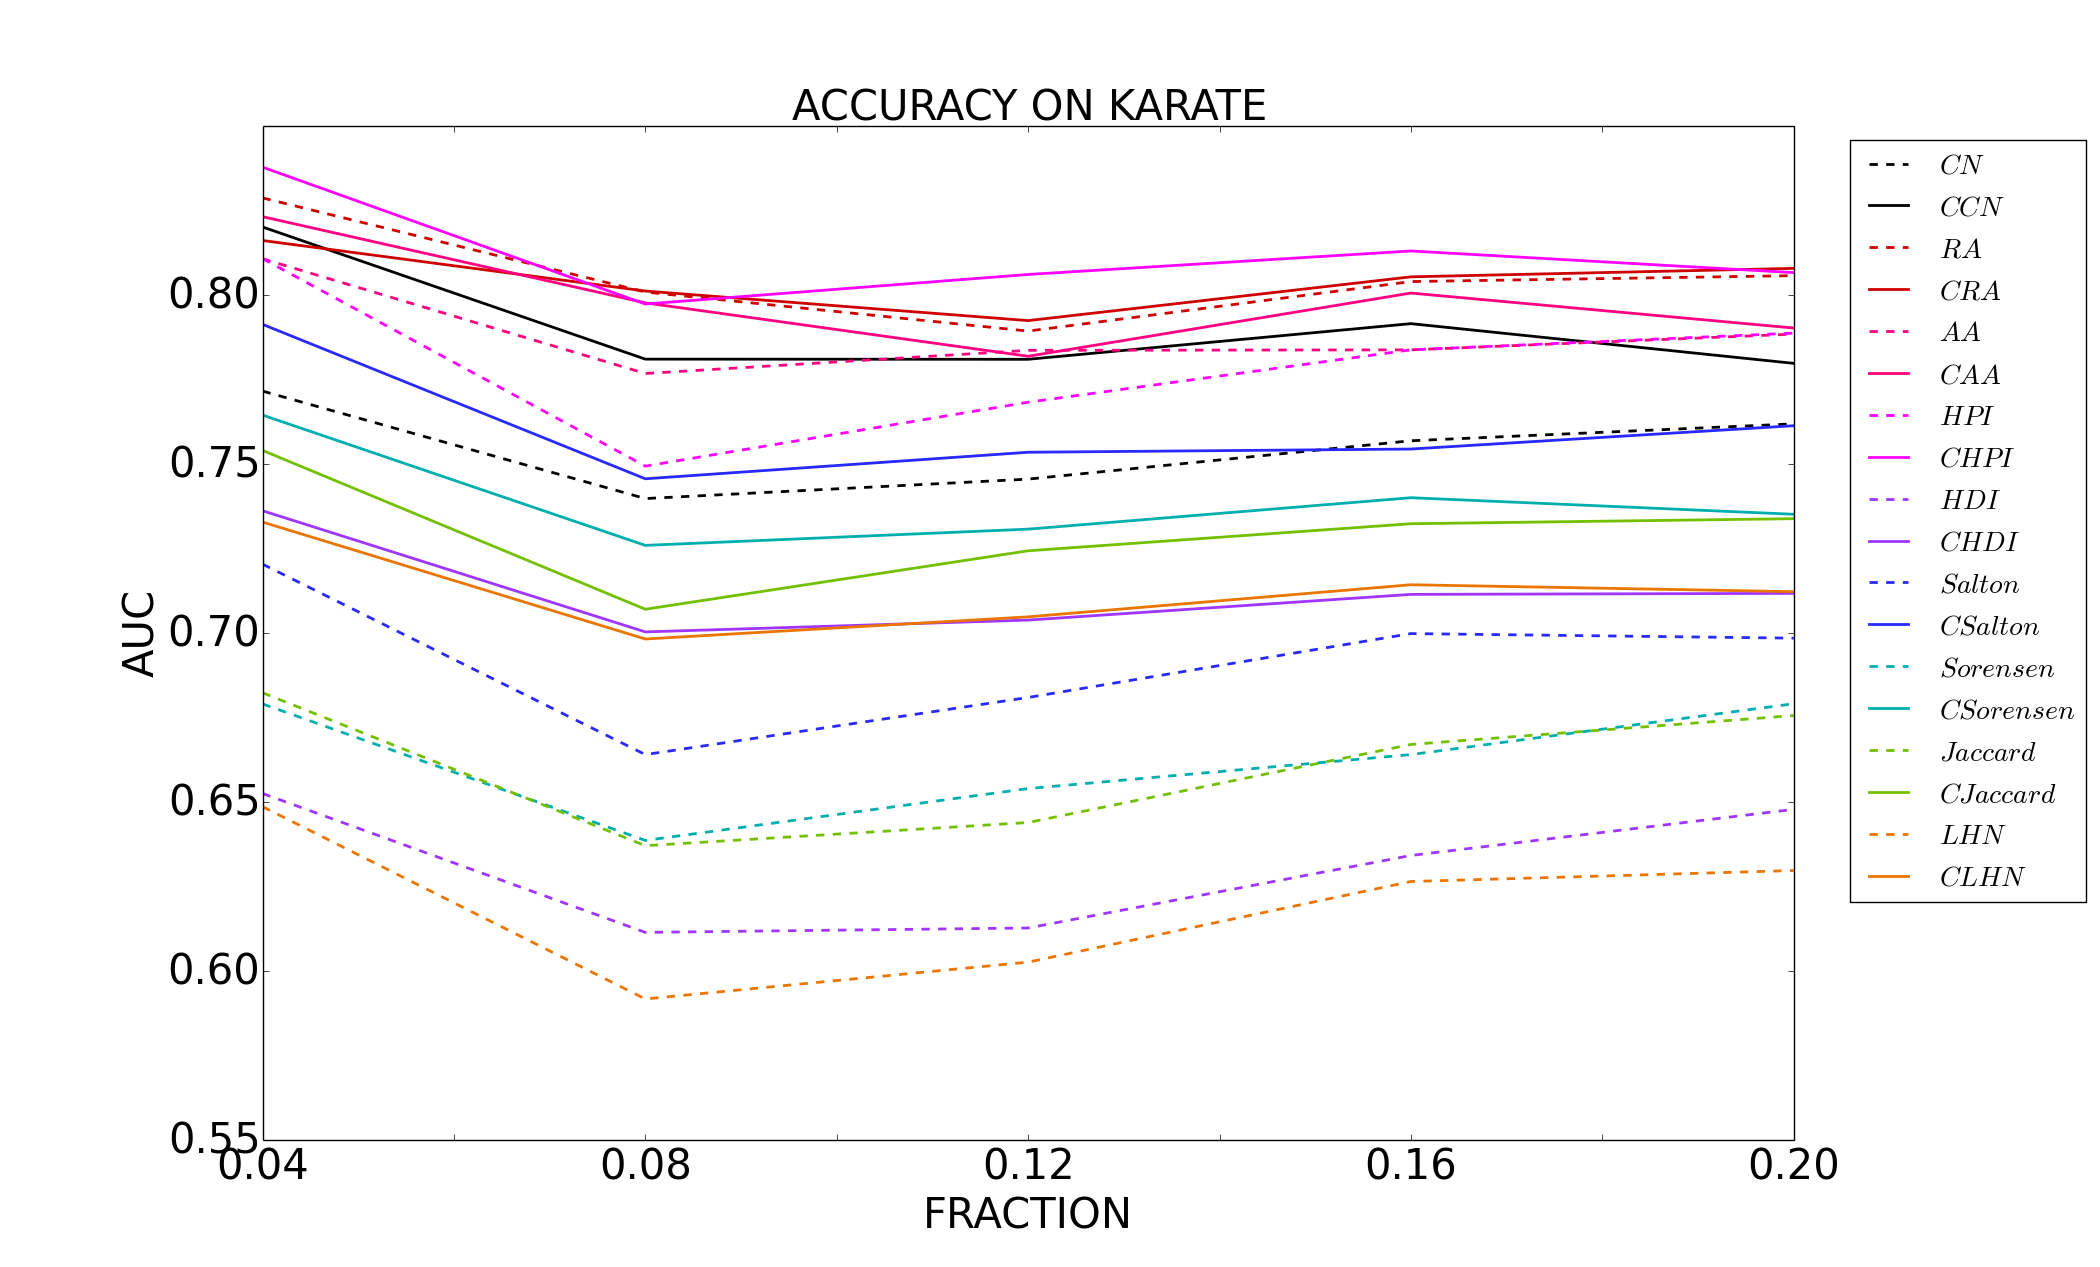 ACCURACY ON KARATE
0.80
0.75
0.70
0.65
0.60
0.55
AUC
0.04 0.08 0.12 0.16 0.20
FRACTION
CN
CCN
RA
CRA
AA
CAA
HPI
CHPI
HDI
CHDI
Salton
CSalton
Sorensen
CSorensen
Jaccard
CJaccard
LHN
CLHN